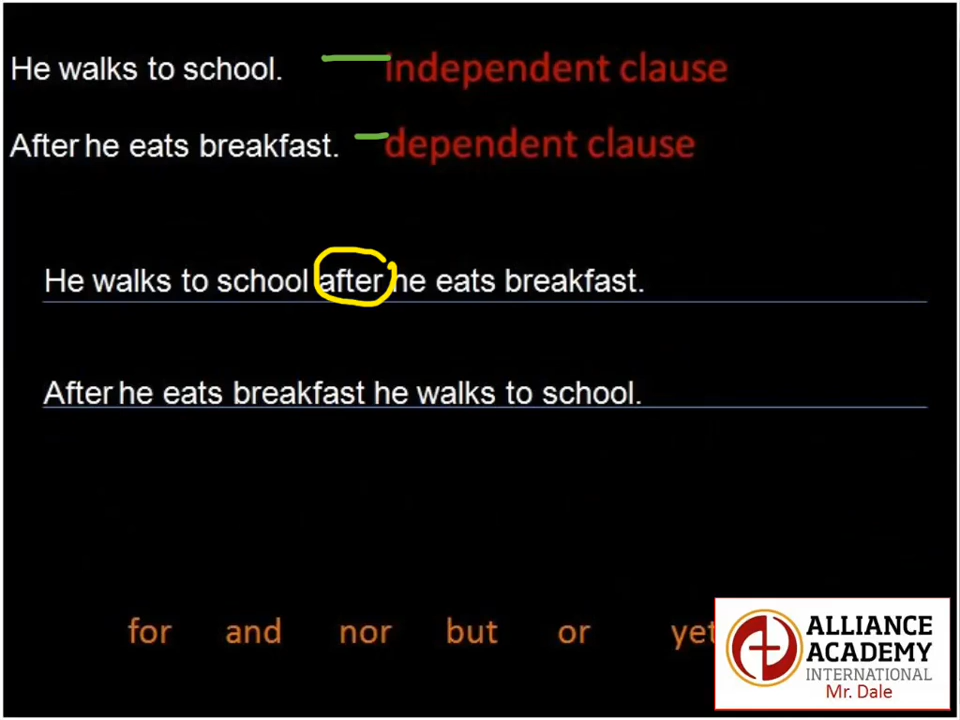 He walks to school. independent clause
After he eats breakfast. dependent clause
He walks to school after he eats breakfast.
After he eats breakfast he walks to school.
for and nor but or yet
ALLIANCE
ACADEMY
INTERNATIONAL
Mr. Dale